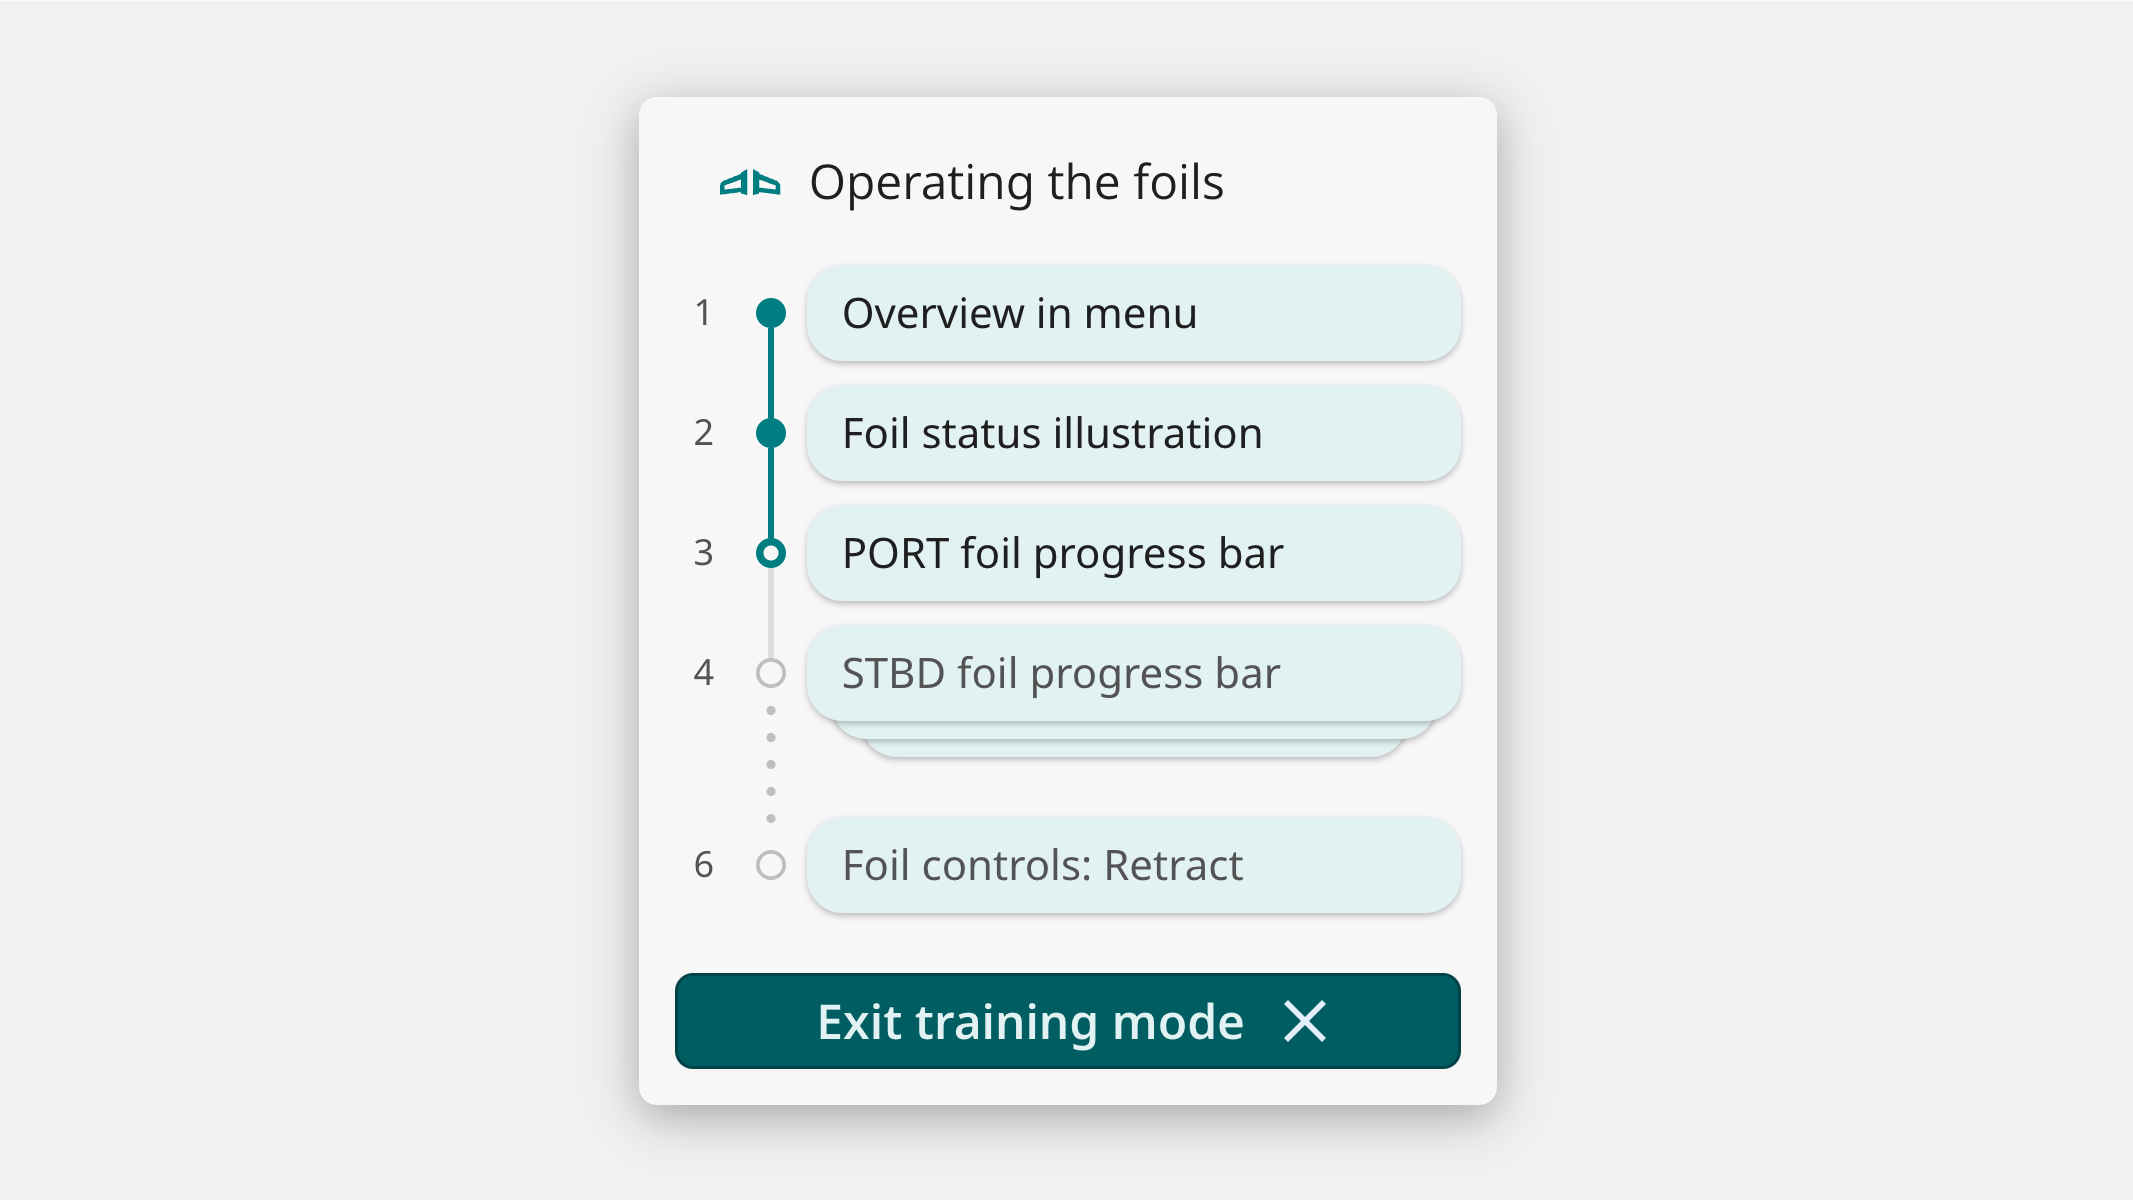 Operating the foils
1 Overview in menu
2 Foil status illustration
3 PORT foil progress bar
4 STBD foil progress bar
6 Foil controls: Retract
Exit training mode